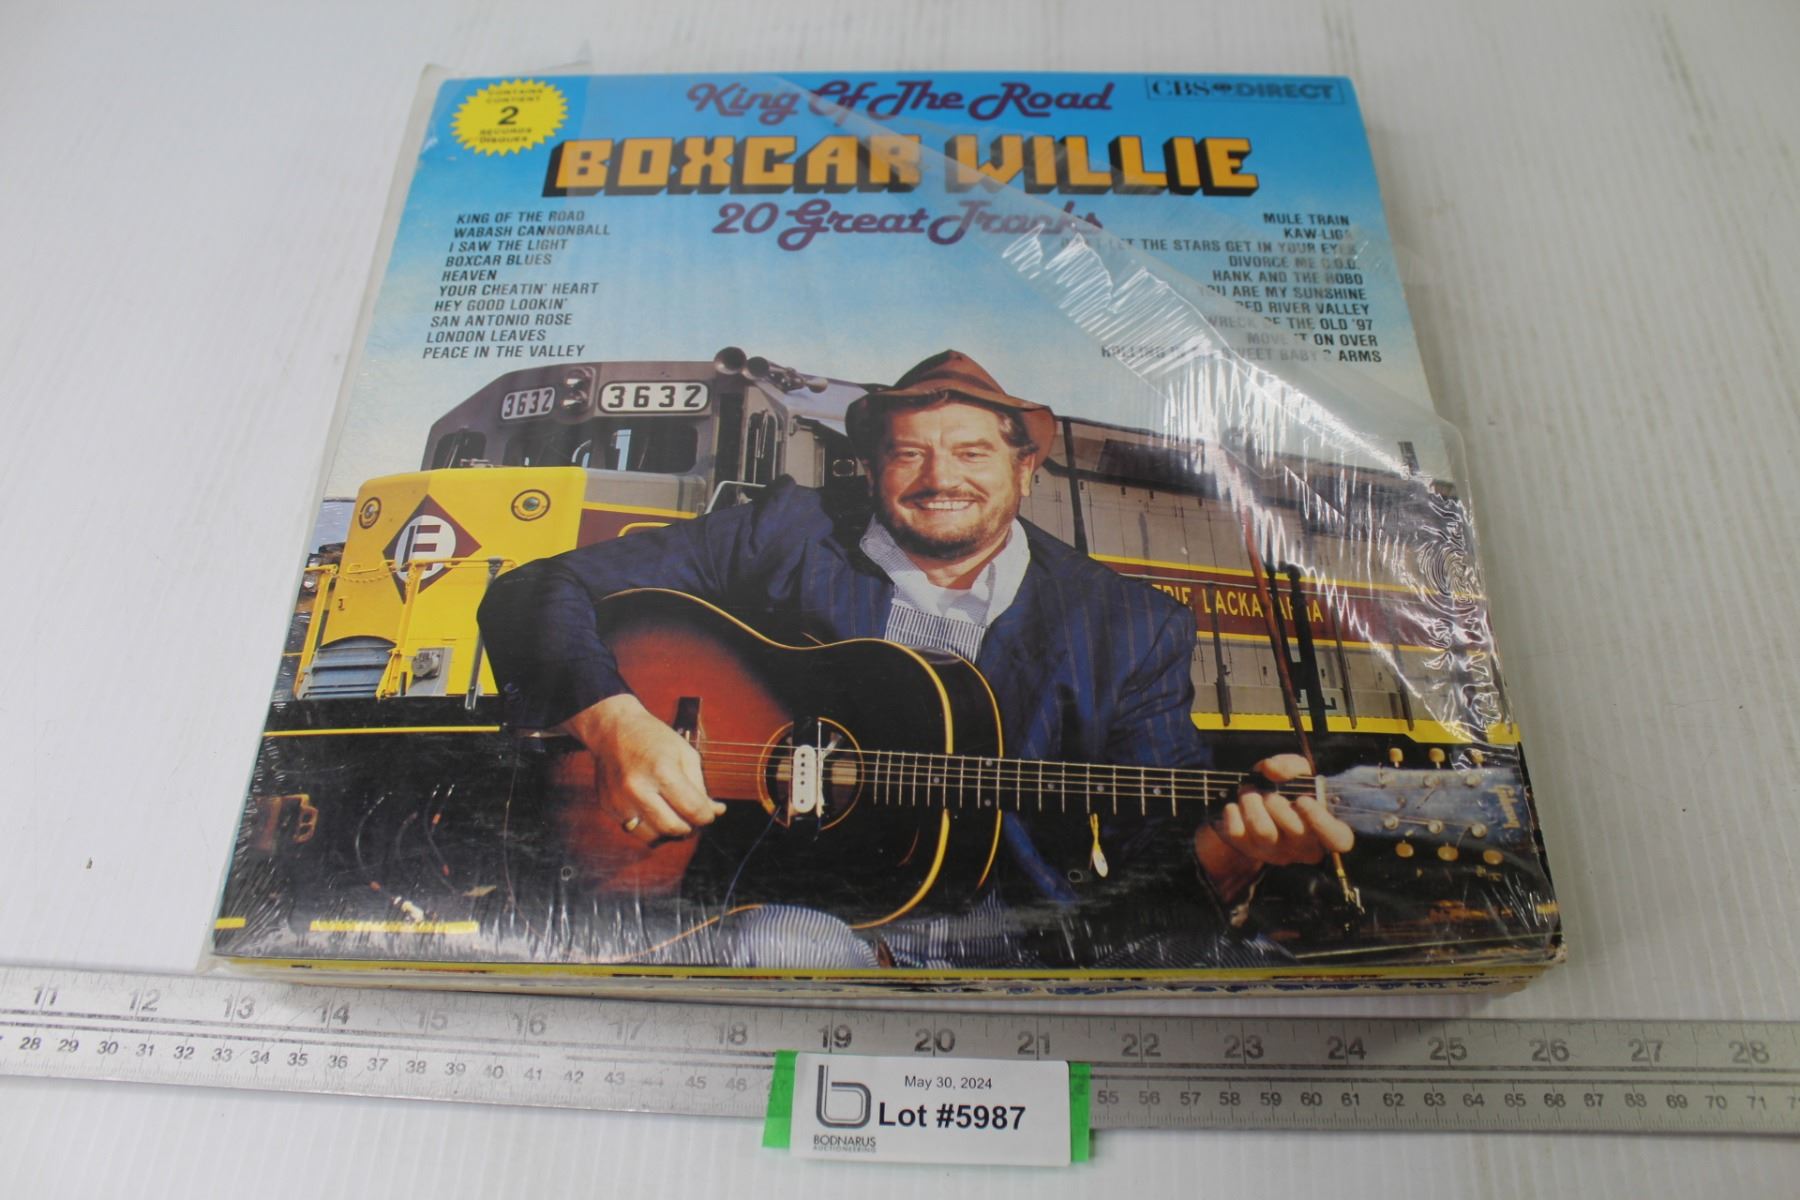 CONTAINS
CONTIENT
2
RECORDS
DISQUES
King Of The Road
CBS DIRECT
BOXCAR WILLIE
20 Great Tracks
KING OF THE ROAD
WABASH CANNONBALL
I SAW THE LIGHT
BOXCAR BLUES
HEAVEN
YOUR CHEATIN' HEART
HEY GOOD LOOKIN'
SAN ANTONIO ROSE
LONDON LEAVES
PEACE IN THE VALLEY
MULE TRAIN
KAW-LIGA
LET THE STARS GET IN YOUR EYES
DIVORCE ME C.O.D.
HANK AND THE HOBO
YOU ARE MY SUNSHINE
RED RIVER VALLEY
WRECK OF THE OLD '97
MOVE IT ON OVER
ROLLING IN SWEET BABY'S ARMS
3632
3632
E
ERIE LACKAWANNA
11 12 13 14 15 16 17 18 19 20 21 22 23 24 25 26 27 28
28 29 30 31 32 33 34 35 36 37 38 39 40 41 42 43 44 45 46 47 55 56 57 58 59 60 61 62 63 64 65 66 67 68 69 70 71
May 30, 2024
Lot #5987
BODNARUS
AUCTIONEERING